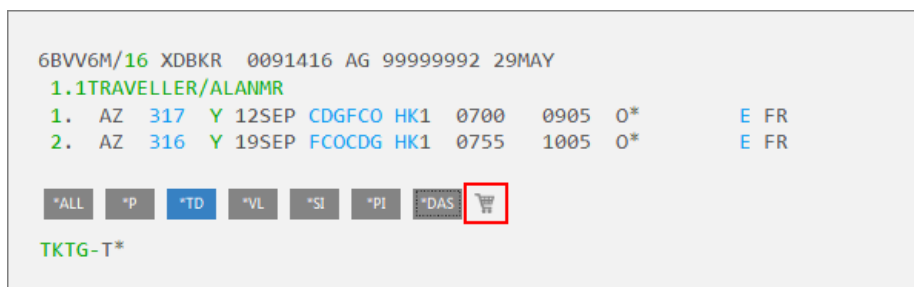 6BVV6M/16 XDBKR 0091416 AG 99999992 29MAY
1.1TRAVELLER/ALANMR
1. AZ 317 Y 12SEP CDGFCO HK1 0700 0905 O* E FR
2. AZ 316 Y 19SEP FCOCDG HK1 0755 1005 O* E FR
*ALL *P *TD *VL *SI *PI *DAS
TKTG-T*